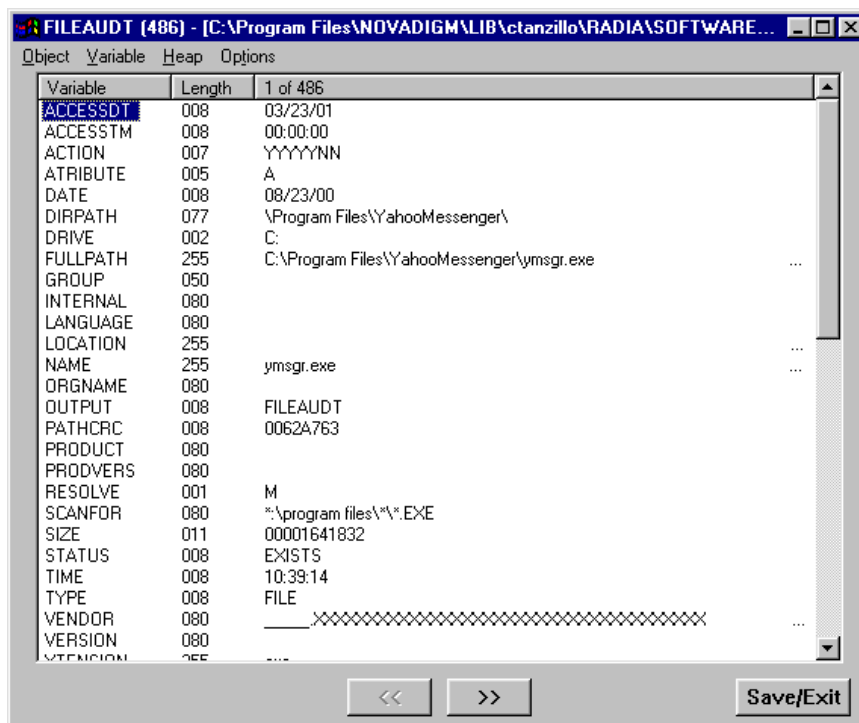 FILEAUDT (486) - [C:\Program Files\NOVADIGM\LIB\ctanzillo\RADIA\SOFTWARE...
Object Variable Heap Options
Variable Length 1 of 486
ACCESSDT 008 03/23/01
ACCESSTM 008 00:00:00
ACTION 007 YYYYYNN
ATRIBUTE 005 A
DATE 008 08/23/00
DIRPATH 077 \Program Files\YahooMessenger\
DRIVE 002 C:
FULLPATH 255 C:\Program Files\YahooMessenger\ymsgr.exe ...
GROUP 050
INTERNAL 080
LANGUAGE 080
LOCATION 255 ...
NAME 255 ymsgr.exe ...
ORGNAME 080
OUTPUT 008 FILEAUDT
PATHCRC 008 0062A763
PRODUCT 080
PRODVERS 080
RESOLVE 001 M
SCANFOR 080 *:\program files\*\*.EXE
SIZE 011 00001641832
STATUS 008 EXISTS
TIME 008 10:39:14
TYPE 008 FILE
VENDOR 080 ...
VERSION 080
<< >> Save/Exit